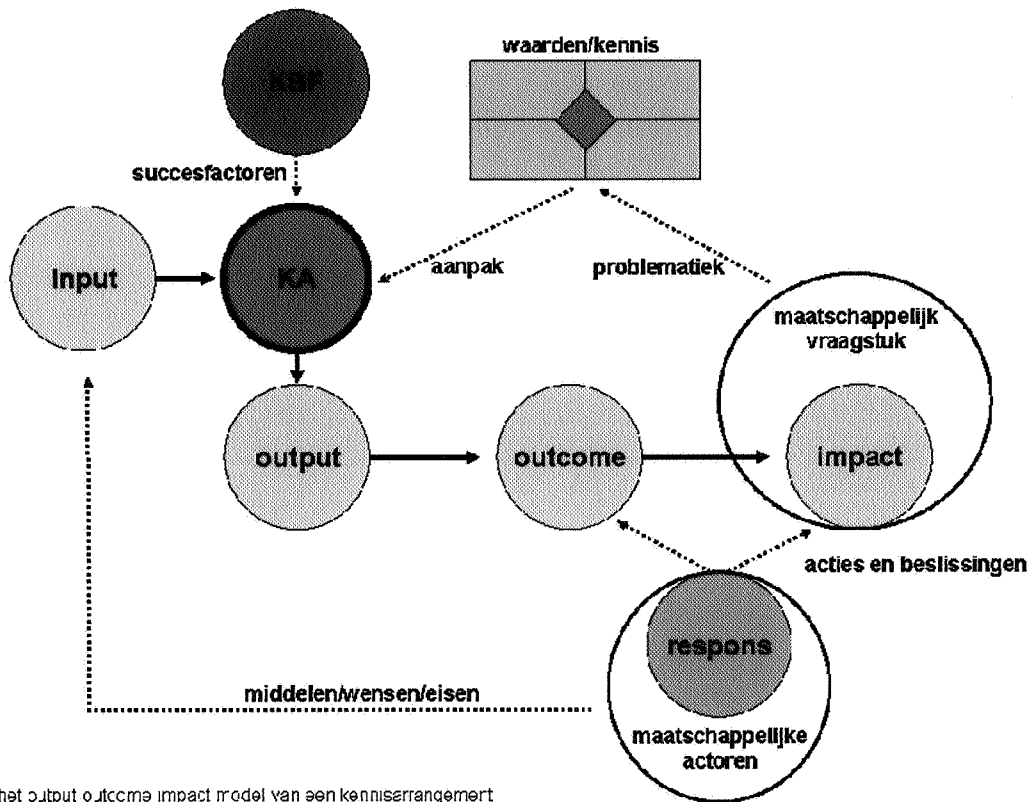 KSF
waarden/kennis
succesfactoren
Input
KA
aanpak
problematiek
maatschappelijk
vraagstuk
output
outcome
impact
acties en beslissingen
respons
middelen/wensen/eisen
maatschappelijke
actoren
het output outcome impact model van een kennisarrangement